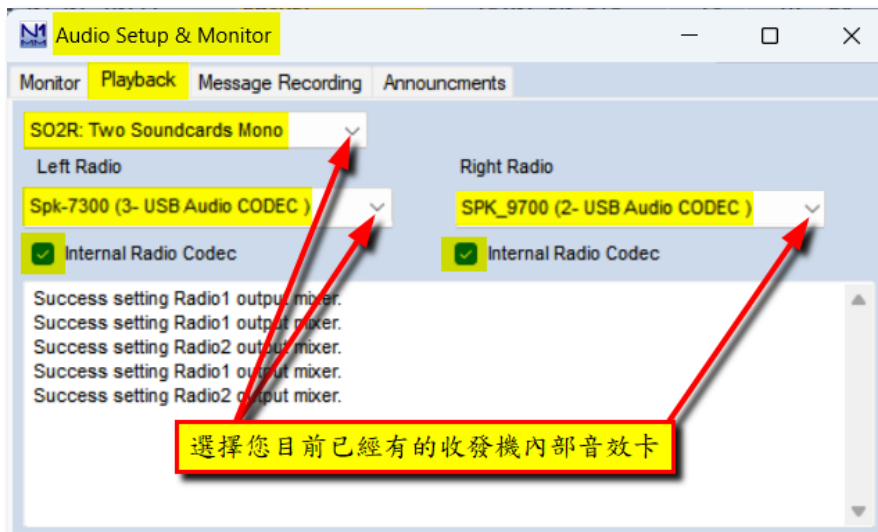 N1
MM
Audio Setup & Monitor
Monitor Playback Message Recording Announcments
SO2R: Two Soundcards Mono
Left Radio Right Radio
Spk-7300 (3- USB Audio CODEC ) SPK_9700 (2- USB Audio CODEC )
Internal Radio Codec Internal Radio Codec
Success setting Radio1 output mixer.
Success setting Radio1 output mixer.
Success setting Radio2 output mixer.
Success setting Radio1 output mixer.
Success setting Radio2 output mixer.
選擇您目前已經有的收發機內部音效卡